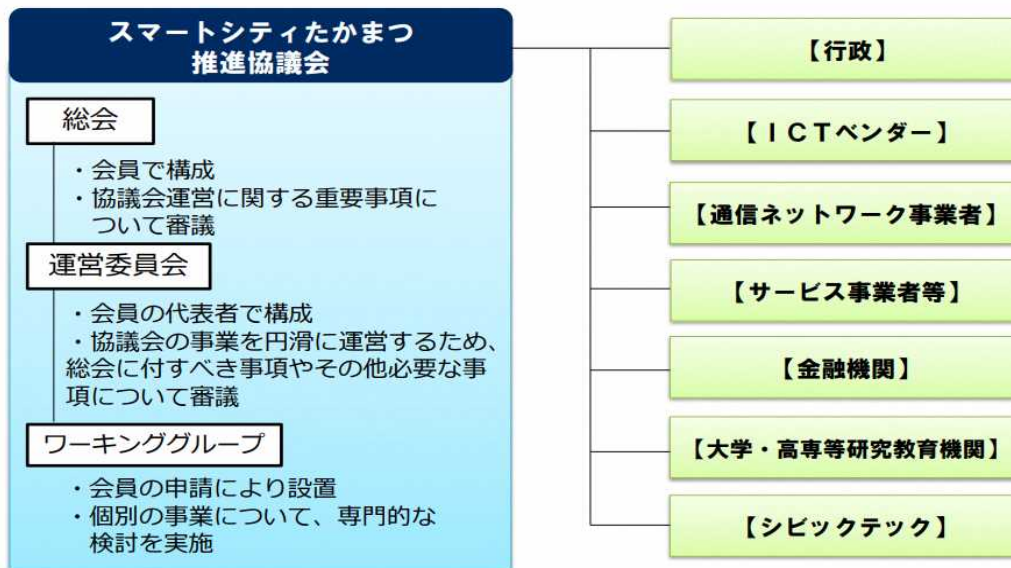 スマートシティたかまつ
推進協議会
総会
・会員で構成
・協議会運営に関する重要事項に
ついて審議
運営委員会
・会員の代表者で構成
・協議会の事業を円滑に運営するため、
総会に付すべき事項やその他必要な事
項について審議
ワーキンググループ
・会員の申請により設置
・個別の事業について、専門的な
検討を実施
【行政】
【ＩＣＴベンダー】
【通信ネットワーク事業者】
【サービス事業者等】
【金融機関】
【大学・高専等研究教育機関】
【シビックテック】